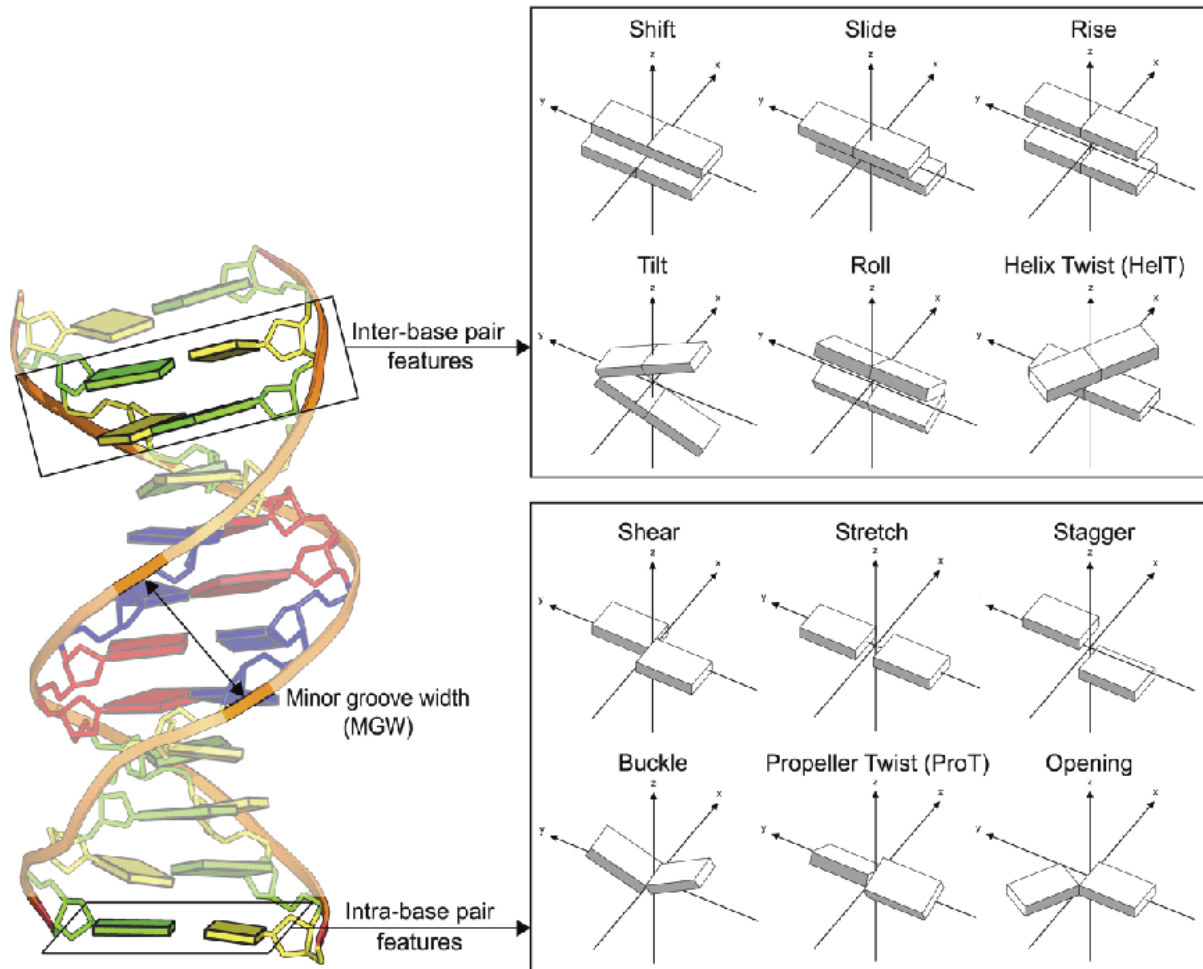 Shift
Slide
Rise
z
x
y
z
x
y
z
x
y
Tilt
Roll
Helix Twist (HelT)
z
x
y
z
x
y
z
x
y
Inter-base pair
features
Shear
Stretch
Stagger
z
x
y
z
x
y
z
x
y
Minor groove width
(MGW)
Buckle
Propeller Twist (ProT)
Opening
z
x
y
z
x
y
z
x
y
Intra-base pair
features